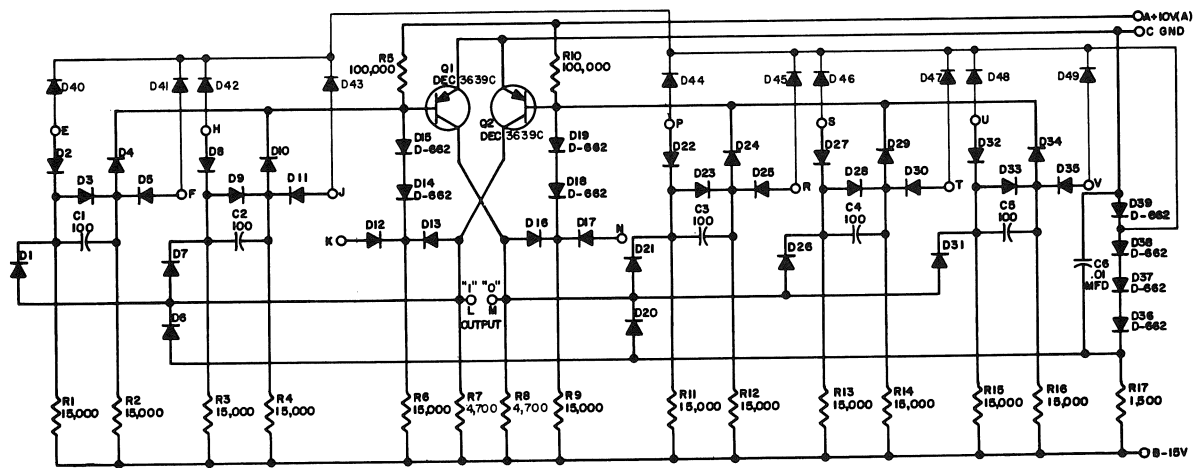 A+10V(A)
C GND
R5
100,000
Q1
DEC 3639C
R10
100,000
D40
D41
D42
D43
D44
D45
D46
D47
D48
D49
E
H
Q2
DEC 3639C
P
S
U
D2
D4
D8
D10
D15
D-662
D19
D-662
D22
D24
D27
D29
D32
D34
D3
D5
F
D9
D11
J
D14
D-662
D18
D-662
D23
D25
R
D28
D30
T
D33
D35
V
C1
100
C2
100
K
D12
D13
D16
D17
N
C3
100
C4
100
C5
100
D39
D-662
D1
D7
D21
D26
D31
C6
.01
MFD
D38
D-662
D37
D-662
D6
"1" "0"
L M
OUTPUT
D20
D36
D-662
R1
15,000
R2
15,000
R3
15,000
R4
15,000
R6
15,000
R7
4,700
R8
4,700
R9
15,000
R11
15,000
R12
15,000
R13
15,000
R14
15,000
R15
15,000
R16
15,000
R17
1,500
B-15V